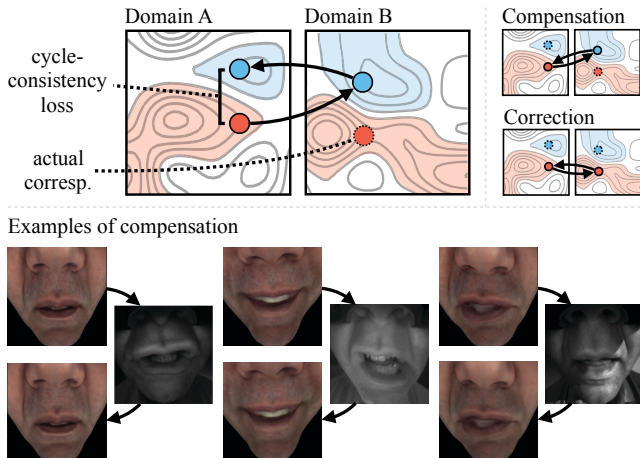 Domain A
Domain B
cycle-
consistency
loss
actual
corresp.
Compensation
Correction
Examples of compensation